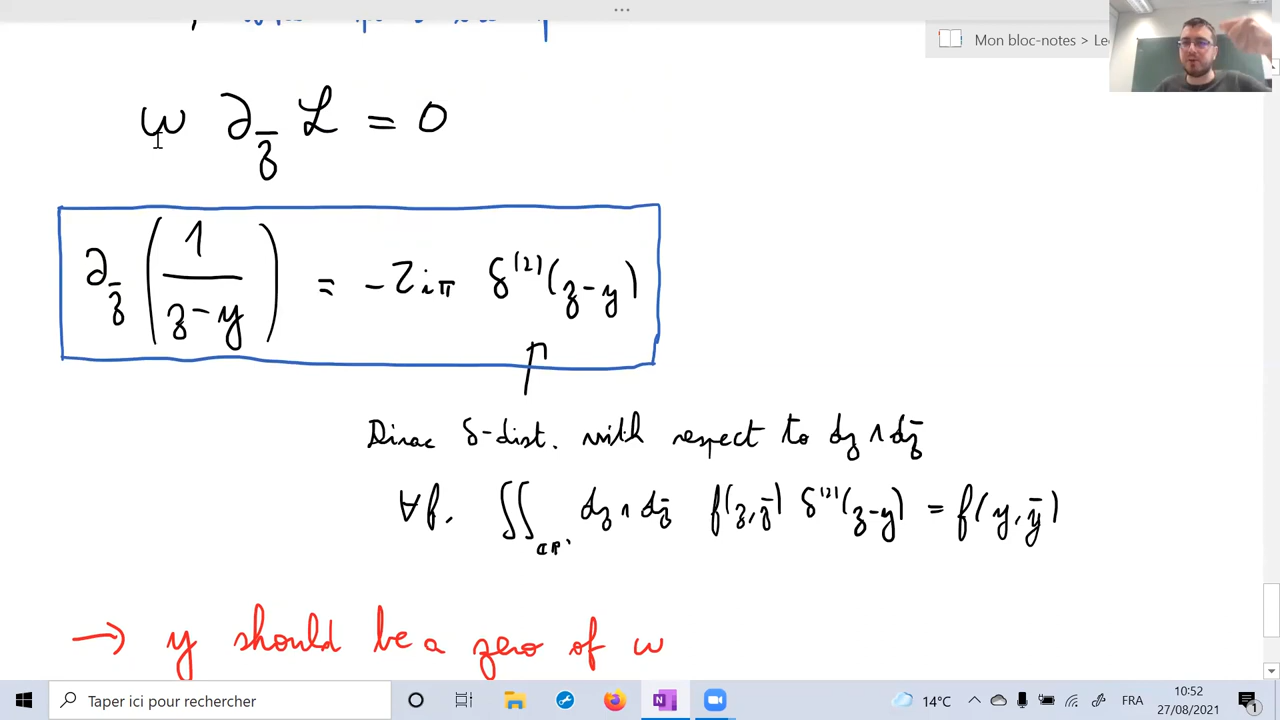 Mon bloc-notes > Le
ω ∂_z̄ ℒ = 0
∂_z̄ (1/(z-y)) = -2iπ δ⁽²⁾(z-y)
Dirac δ-dist. with respect to dz∧dz̄
∀f, ∬_ℂℙ¹ dz∧dz̄ f(z,z̄) δ⁽²⁾(z-y) = f(y,ȳ)
→ y should be a zero of ω
Taper ici pour rechercher
14°C
FRA
10:52
27/08/2021
1